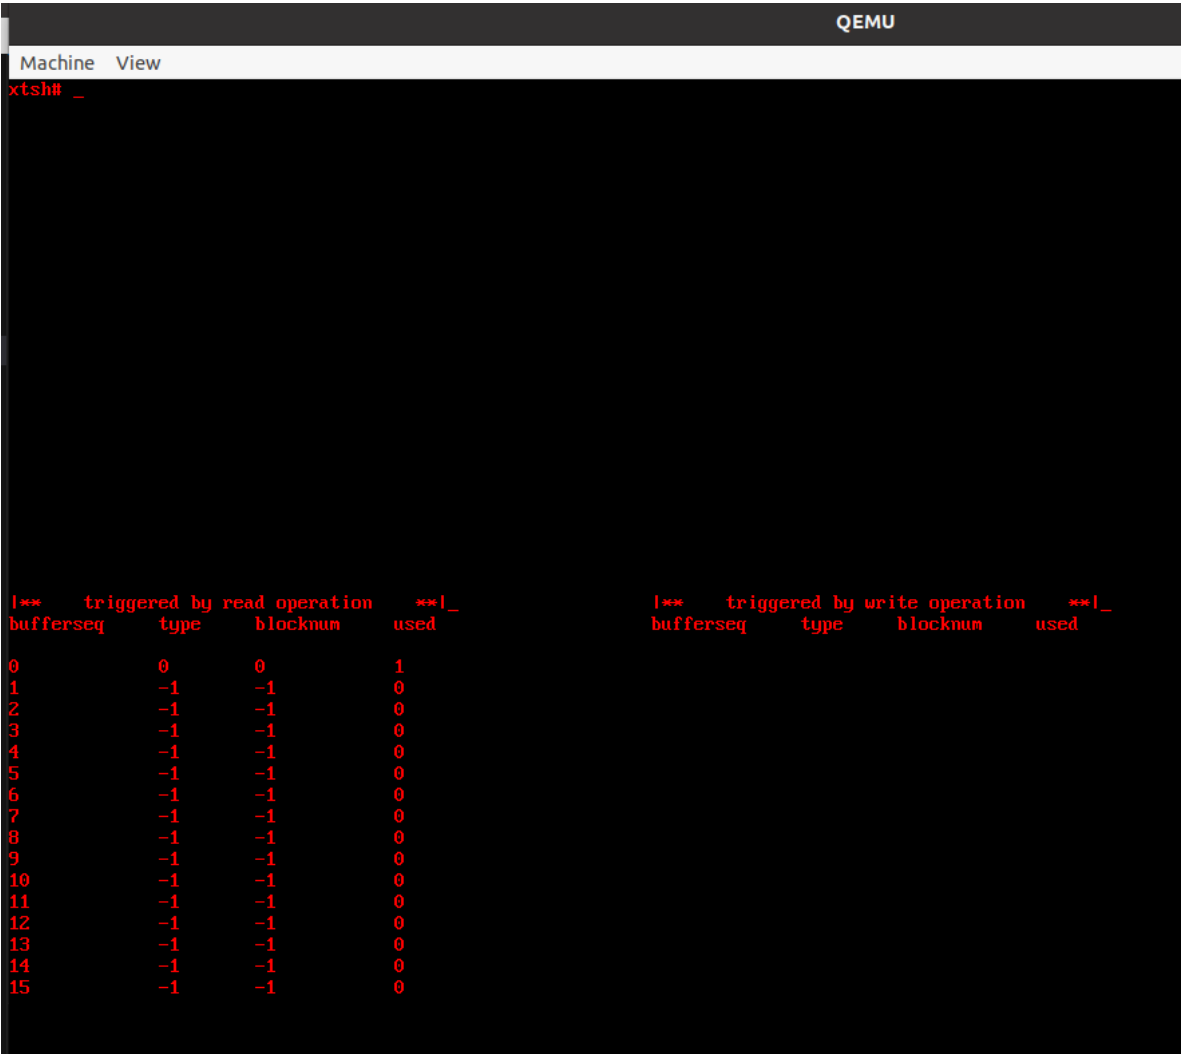 QEMU
Machine View
xtsh# _
|** triggered by read operation **|_ |** triggered by write operation **|_
bufferseq type blocknum used bufferseq type blocknum used
0 0 0 1
1 -1 -1 0
2 -1 -1 0
3 -1 -1 0
4 -1 -1 0
5 -1 -1 0
6 -1 -1 0
7 -1 -1 0
8 -1 -1 0
9 -1 -1 0
10 -1 -1 0
11 -1 -1 0
12 -1 -1 0
13 -1 -1 0
14 -1 -1 0
15 -1 -1 0